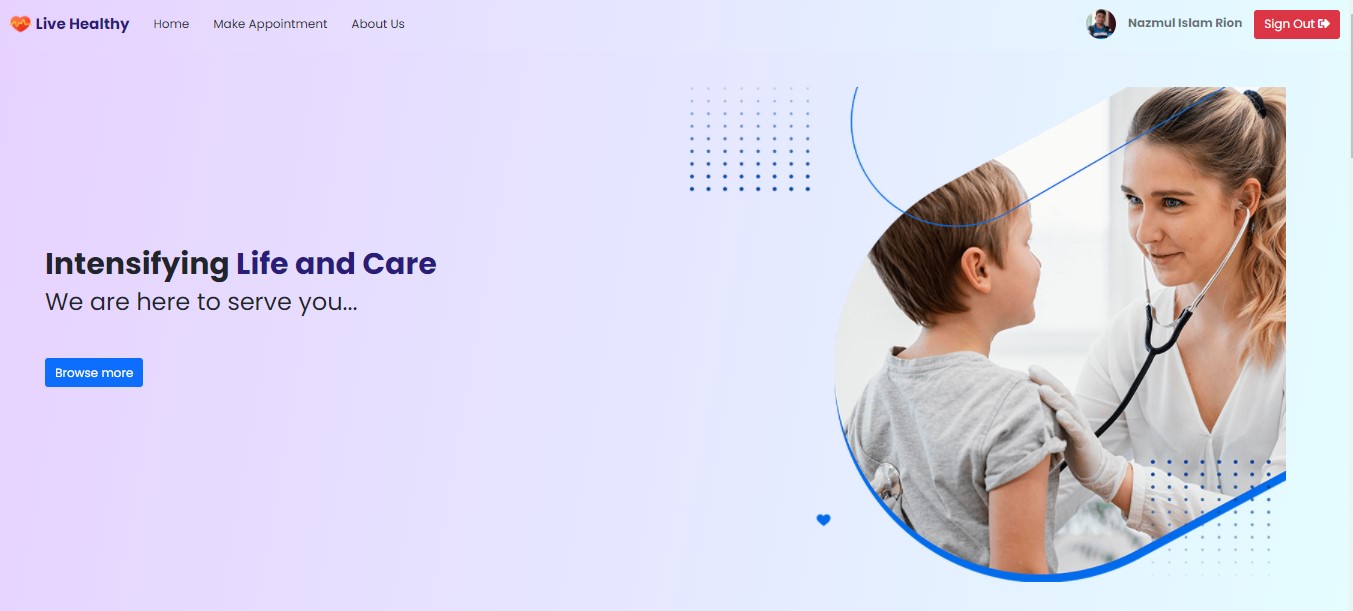 Live Healthy Home Make Appointment About Us Nazmul Islam Rion Sign Out
Intensifying Life and Care
We are here to serve you...
Browse more